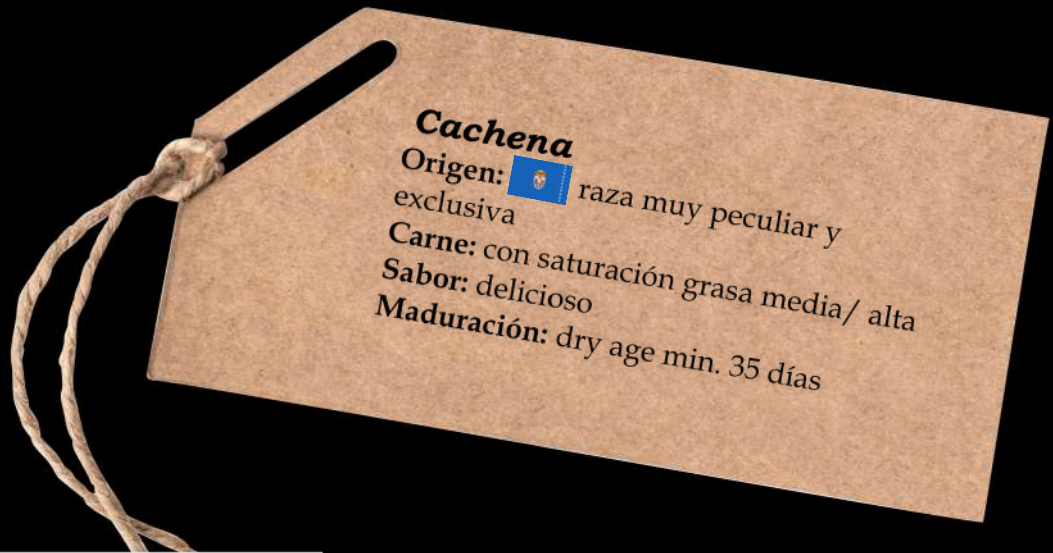 Cachena
Origen: raza muy peculiar y
exclusiva
Carne: con saturación grasa media/ alta
Sabor: delicioso
Maduración: dry age min. 35 días